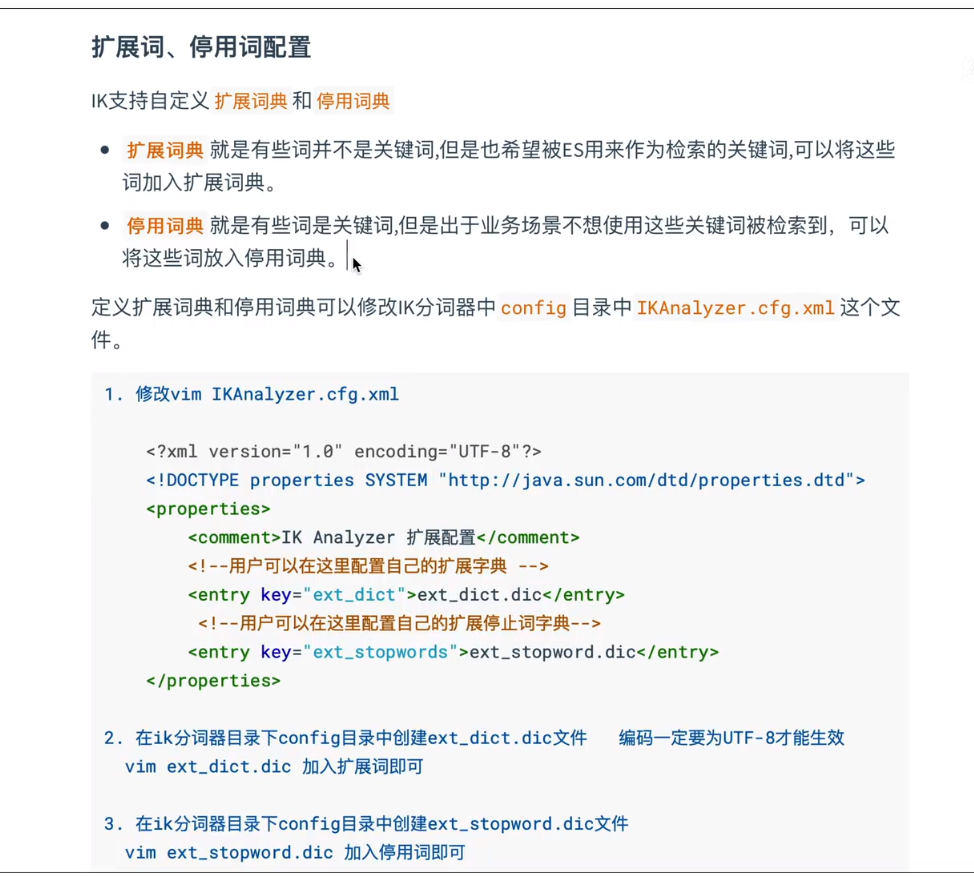 扩展词、停用词配置
IK支持自定义 扩展词典 和 停用词典
扩展词典 就是有些词并不是关键词,但是也希望被ES用来作为检索的关键词,可以将这些
词加入扩展词典。
停用词典 就是有些词是关键词,但是出于业务场景不想使用这些关键词被检索到，可以
将这些词放入停用词典。
定义扩展词典和停用词典可以修改IK分词器中 config 目录中 IKAnalyzer.cfg.xml 这个文
件。
1. 修改vim IKAnalyzer.cfg.xml
<?xml version="1.0" encoding="UTF-8"?>
<!DOCTYPE properties SYSTEM "http://java.sun.com/dtd/properties.dtd">
<properties>
<comment>IK Analyzer 扩展配置</comment>
<!--用户可以在这里配置自己的扩展字典 -->
<entry key="ext_dict">ext_dict.dic</entry>
<!--用户可以在这里配置自己的扩展停止词字典-->
<entry key="ext_stopwords">ext_stopword.dic</entry>
</properties>
2. 在ik分词器目录下config目录中创建ext_dict.dic文件 编码一定要为UTF-8才能生效
vim ext_dict.dic 加入扩展词即可
3. 在ik分词器目录下config目录中创建ext_stopword.dic文件
vim ext_stopword.dic 加入停用词即可